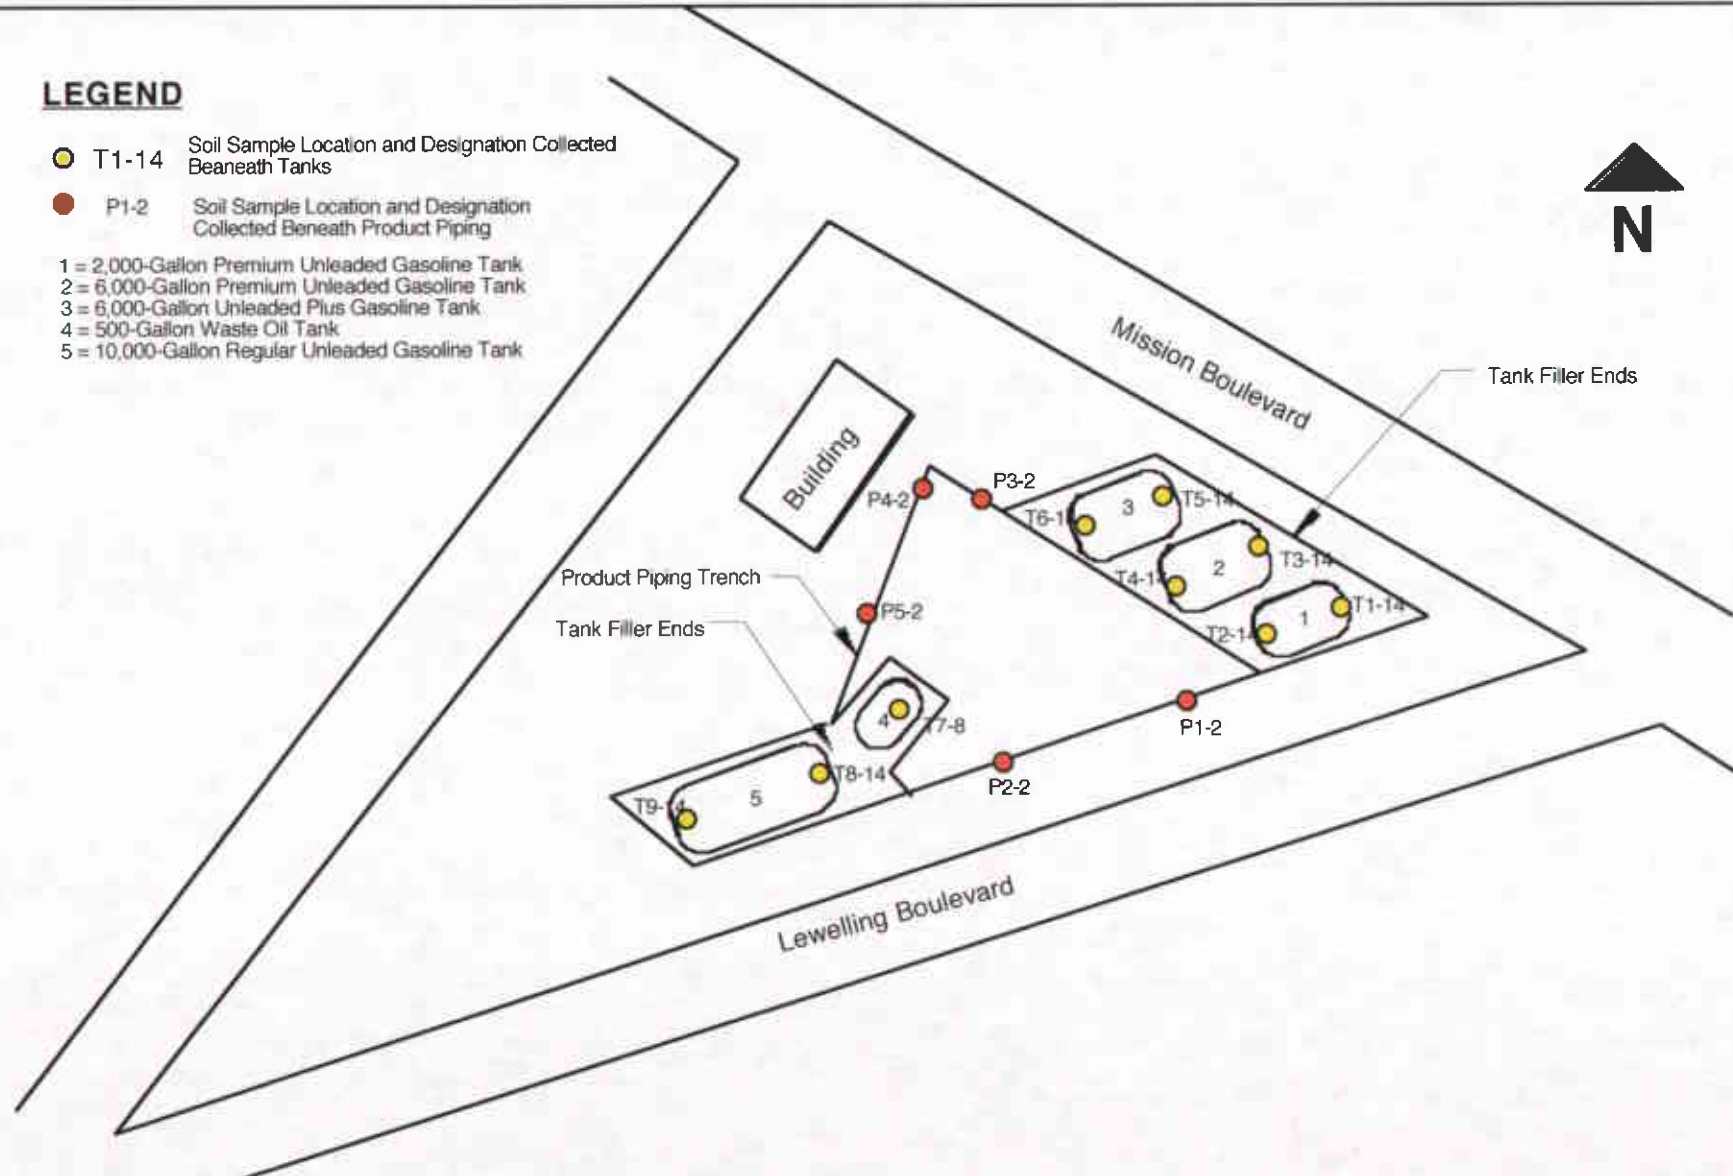 LEGEND
T1-14 Soil Sample Location and Designation Collected
Beaneath Tanks
P1-2 Soil Sample Location and Designation
Collected Beneath Product Piping
1 = 2,000-Gallon Premium Unleaded Gasoline Tank
2 = 6,000-Gallon Premium Unleaded Gasoline Tank
3 = 6,000-Gallon Unleaded Plus Gasoline Tank
4 = 500-Gallon Waste Oil Tank
5 = 10,000-Gallon Regular Unleaded Gasoline Tank
N
Mission Boulevard
Tank Filler Ends
Building
P4-2
P3-2
3
T5-14
T6-1
2
T3-14
T4-14
1
T1-14
T2-14
Product Piping Trench
P5-2
Tank Filler Ends
4
T7-8
P1-2
T8-14
P2-2
5
T9-14
Lewelling Boulevard